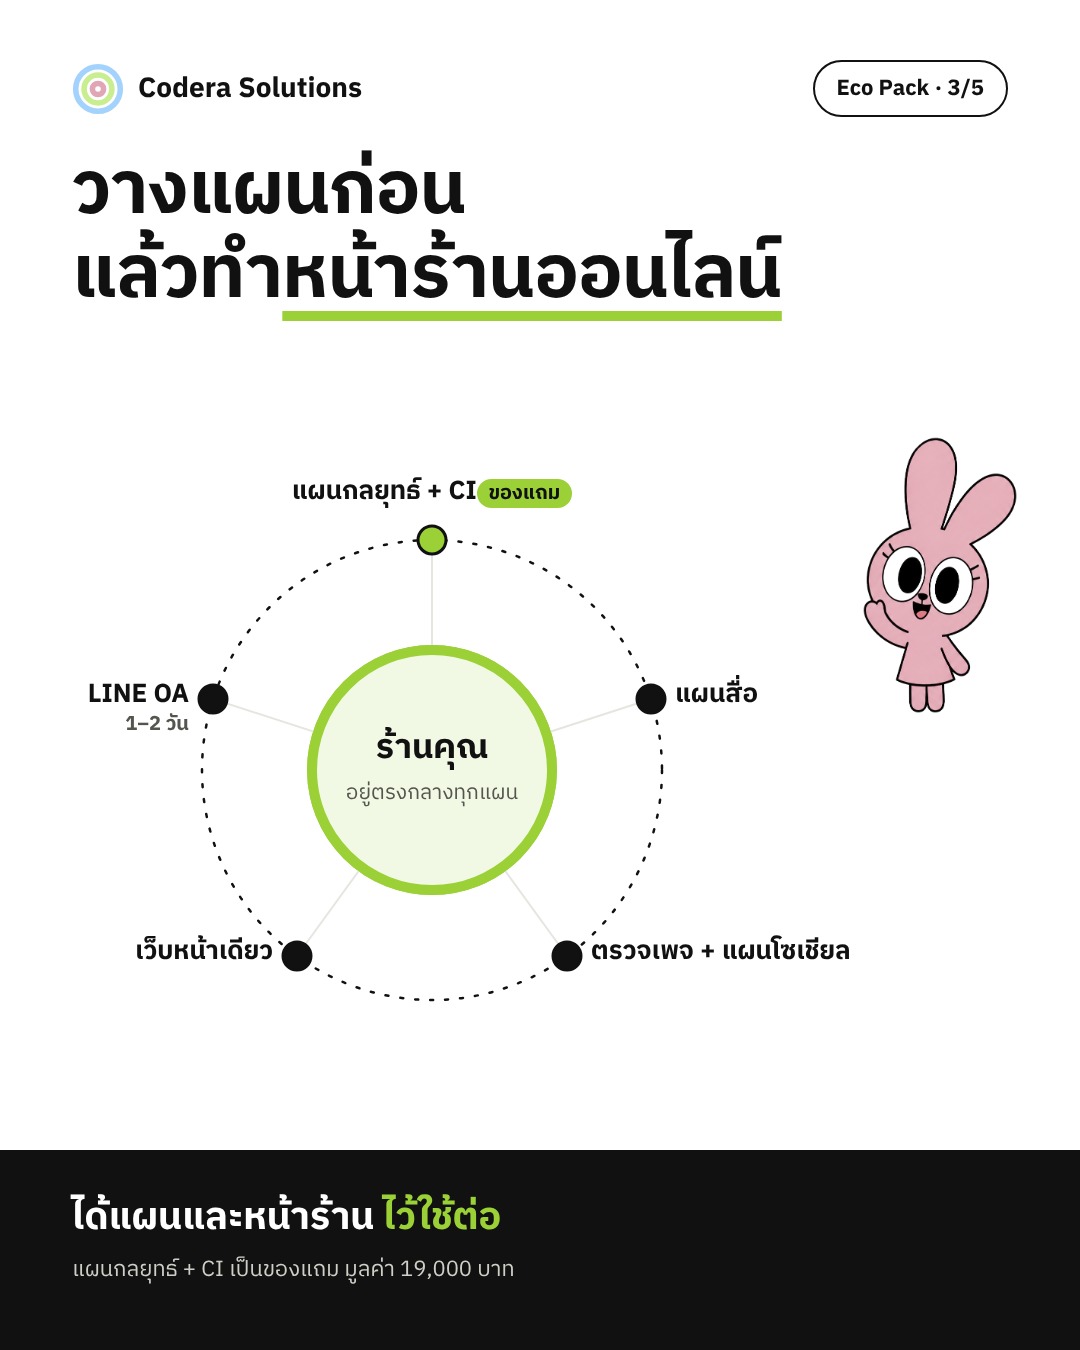 Codera Solutions
Eco Pack · 3/5
วางแผนก่อน
แล้วทำหน้าร้านออนไลน์
แผนกลยุทธ์ + CI ของแถม
LINE OA
1–2 วัน
แผนสื่อ
ร้านคุณ
อยู่ตรงกลางทุกแผน
เว็บหน้าเดียว
ตรวจเพจ + แผนโซเชียล
ได้แผนและหน้าร้าน ไว้ใช้ต่อ
แผนกลยุทธ์ + CI เป็นของแถม มูลค่า 19,000 บาท